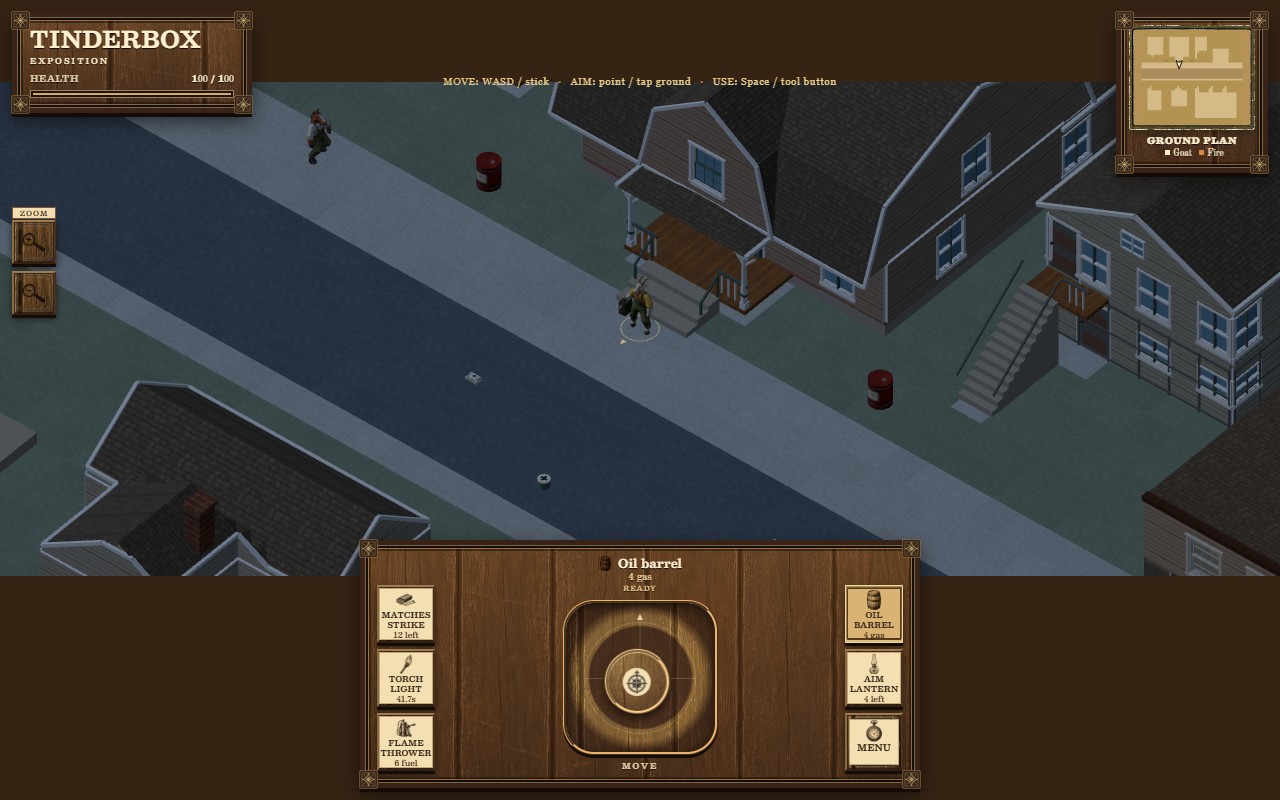 TINDERBOX
EXPOSITION
HEALTH 100 / 100
MOVE: WASD / stick · AIM: point / tap ground · USE: Space / tool button
GROUND PLAN
Goat Fire
ZOOM
Oil barrel
4 gas
READY
MATCHES
STRIKE
12 left
TORCH
LIGHT
41.7s
FLAME
THROWER
6 fuel
OIL
BARREL
4 gas
AIM
LANTERN
4 left
MENU
MOVE